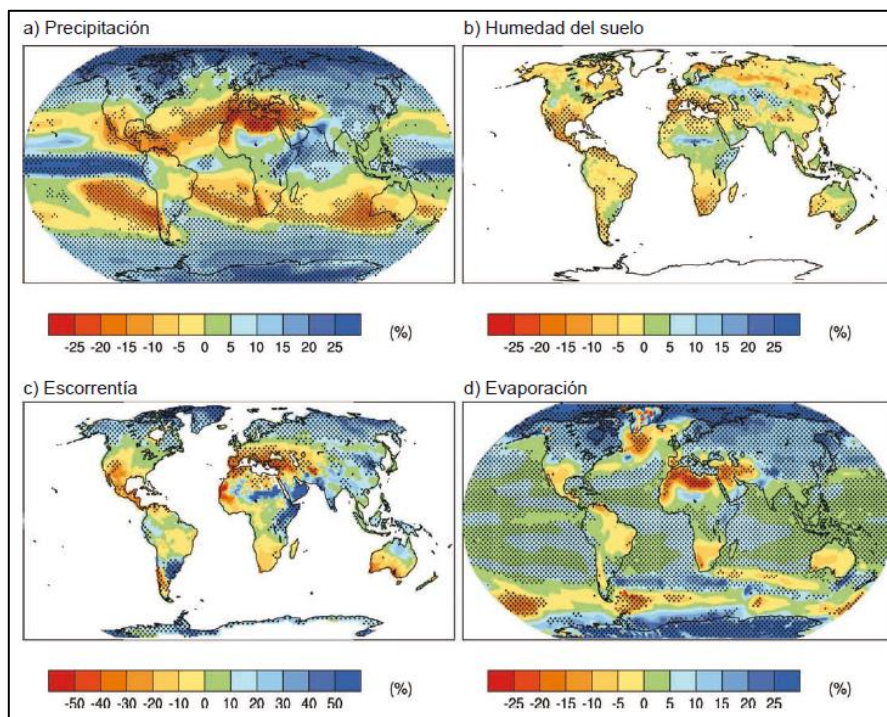 a) Precipitación
b) Humedad del suelo
-25 -20 -15 -10 -5 0 5 10 15 20 25 (%)
-25 -20 -15 -10 -5 0 5 10 15 20 25 (%)
c) Escorrentía
d) Evaporación
-50 -40 -30 -20 -10 0 10 20 30 40 50 (%)
-25 -20 -15 -10 -5 0 5 10 15 20 25 (%)